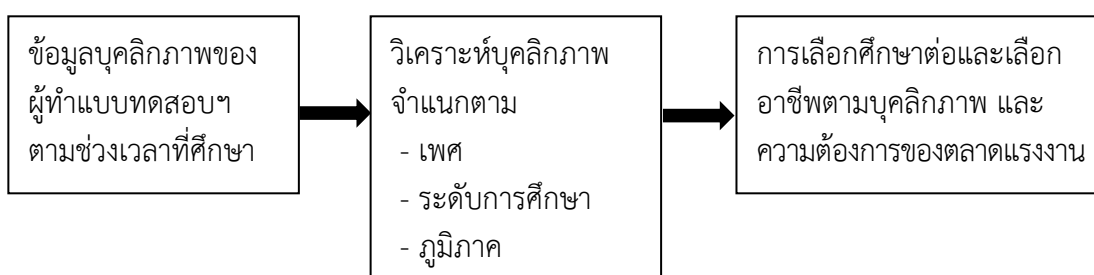 ข้อมูลบุคลิกภาพของ
ผู้ทำแบบทดสอบฯ
ตามช่วงเวลาที่ศึกษา
วิเคราะห์บุคลิกภาพ
จำแนกตาม
- เพศ
- ระดับการศึกษา
- ภูมิภาค
การเลือกศึกษาต่อและเลือก
อาชีพตามบุคลิกภาพ และ
ความต้องการของตลาดแรงงาน